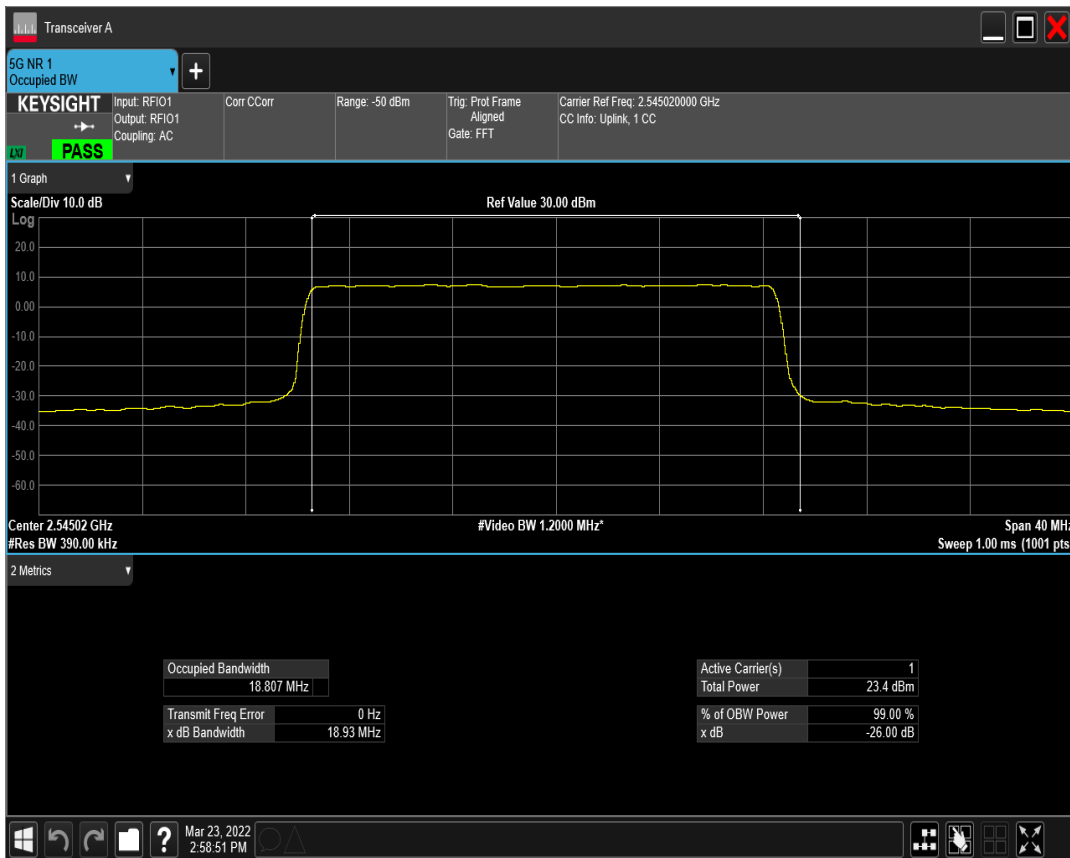 Transceiver A
5G NR 1
Occupied BW
KEYSIGHT
LXI
PASS
Input: RFIO1
Output: RFIO1
Coupling: AC
Corr CCorr
Range: -50 dBm
Trig: Prot Frame
Aligned
Gate: FFT
Carrier Ref Freq: 2.545020000 GHz
CC Info: Uplink, 1 CC
1 Graph
Scale/Div 10.0 dB
Ref Value 30.00 dBm
Log
20.0
10.0
0.00
-10.0
-20.0
-30.0
-40.0
-50.0
-60.0
Center 2.54502 GHz
#Video BW 1.2000 MHz*
Span 40 MHz
#Res BW 390.00 kHz
Sweep 1.00 ms (1001 pts
2 Metrics
Occupied Bandwidth
18.807 MHz
Transmit Freq Error 0 Hz
x dB Bandwidth 18.93 MHz
Active Carrier(s) 1
Total Power 23.4 dBm
% of OBW Power 99.00 %
x dB -26.00 dB
Mar 23, 2022
2:58:51 PM